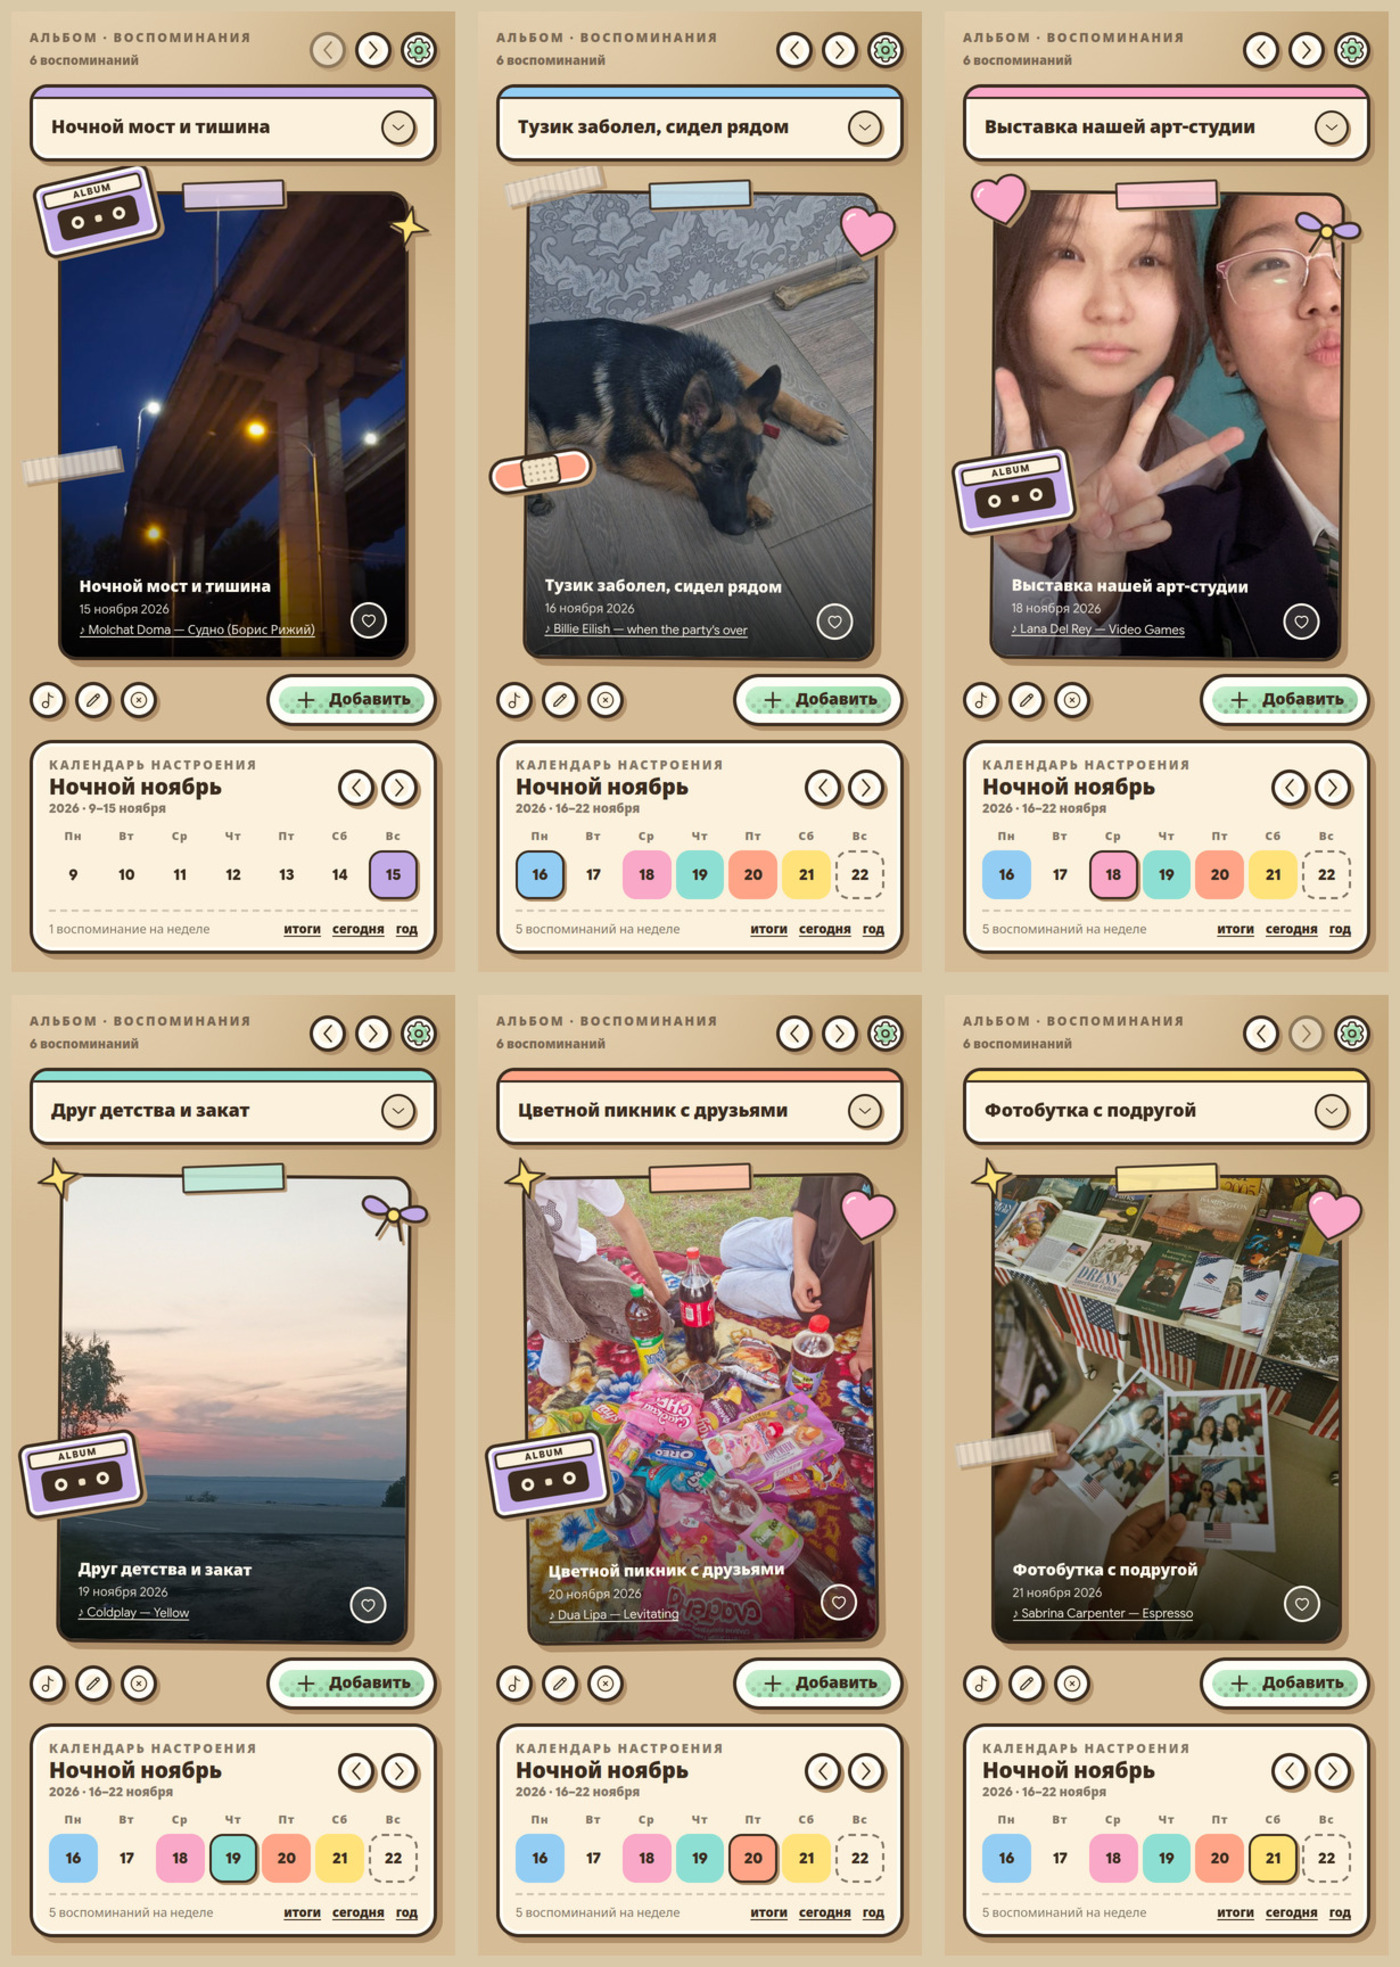 АЛЬБОМ · ВОСПОМИНАНИЯ
6 воспоминаний
Ночной мост и тишина
ALBUM
Ночной мост и тишина
15 ноября 2026
♪ Molchat Doma — Судно (Борис Рижий)
+ Добавить
КАЛЕНДАРЬ НАСТРОЕНИЯ
Ночной ноябрь
2026 · 9–15 ноября
Пн Вт Ср Чт Пт Сб Вс
9 10 11 12 13 14 15
1 воспоминание на неделе итоги сегодня год
АЛЬБОМ · ВОСПОМИНАНИЯ
6 воспоминаний
Тузик заболел, сидел рядом
Тузик заболел, сидел рядом
16 ноября 2026
♪ Billie Eilish — when the party's over
+ Добавить
КАЛЕНДАРЬ НАСТРОЕНИЯ
Ночной ноябрь
2026 · 16–22 ноября
Пн Вт Ср Чт Пт Сб Вс
16 17 18 19 20 21 22
5 воспоминаний на неделе итоги сегодня год
АЛЬБОМ · ВОСПОМИНАНИЯ
6 воспоминаний
Выставка нашей арт-студии
ALBUM
Выставка нашей арт-студии
18 ноября 2026
♪ Lana Del Rey — Video Games
+ Добавить
КАЛЕНДАРЬ НАСТРОЕНИЯ
Ночной ноябрь
2026 · 16–22 ноября
Пн Вт Ср Чт Пт Сб Вс
16 17 18 19 20 21 22
5 воспоминаний на неделе итоги сегодня год
АЛЬБОМ · ВОСПОМИНАНИЯ
6 воспоминаний
Друг детства и закат
ALBUM
Друг детства и закат
19 ноября 2026
♪ Coldplay — Yellow
+ Добавить
КАЛЕНДАРЬ НАСТРОЕНИЯ
Ночной ноябрь
2026 · 16–22 ноября
Пн Вт Ср Чт Пт Сб Вс
16 17 18 19 20 21 22
5 воспоминаний на неделе итоги сегодня год
АЛЬБОМ · ВОСПОМИНАНИЯ
6 воспоминаний
Цветной пикник с друзьями
OREO
ALBUM
Цветной пикник с друзьями
20 ноября 2026
♪ Dua Lipa — Levitating
+ Добавить
КАЛЕНДАРЬ НАСТРОЕНИЯ
Ночной ноябрь
2026 · 16–22 ноября
Пн Вт Ср Чт Пт Сб Вс
16 17 18 19 20 21 22
5 воспоминаний на неделе итоги сегодня год
АЛЬБОМ · ВОСПОМИНАНИЯ
6 воспоминаний
Фотобутка с подругой
2005
DRESS
Фотобутка с подругой
21 ноября 2026
♪ Sabrina Carpenter — Espresso
+ Добавить
КАЛЕНДАРЬ НАСТРОЕНИЯ
Ночной ноябрь
2026 · 16–22 ноября
Пн Вт Ср Чт Пт Сб Вс
16 17 18 19 20 21 22
5 воспоминаний на неделе итоги сегодня год